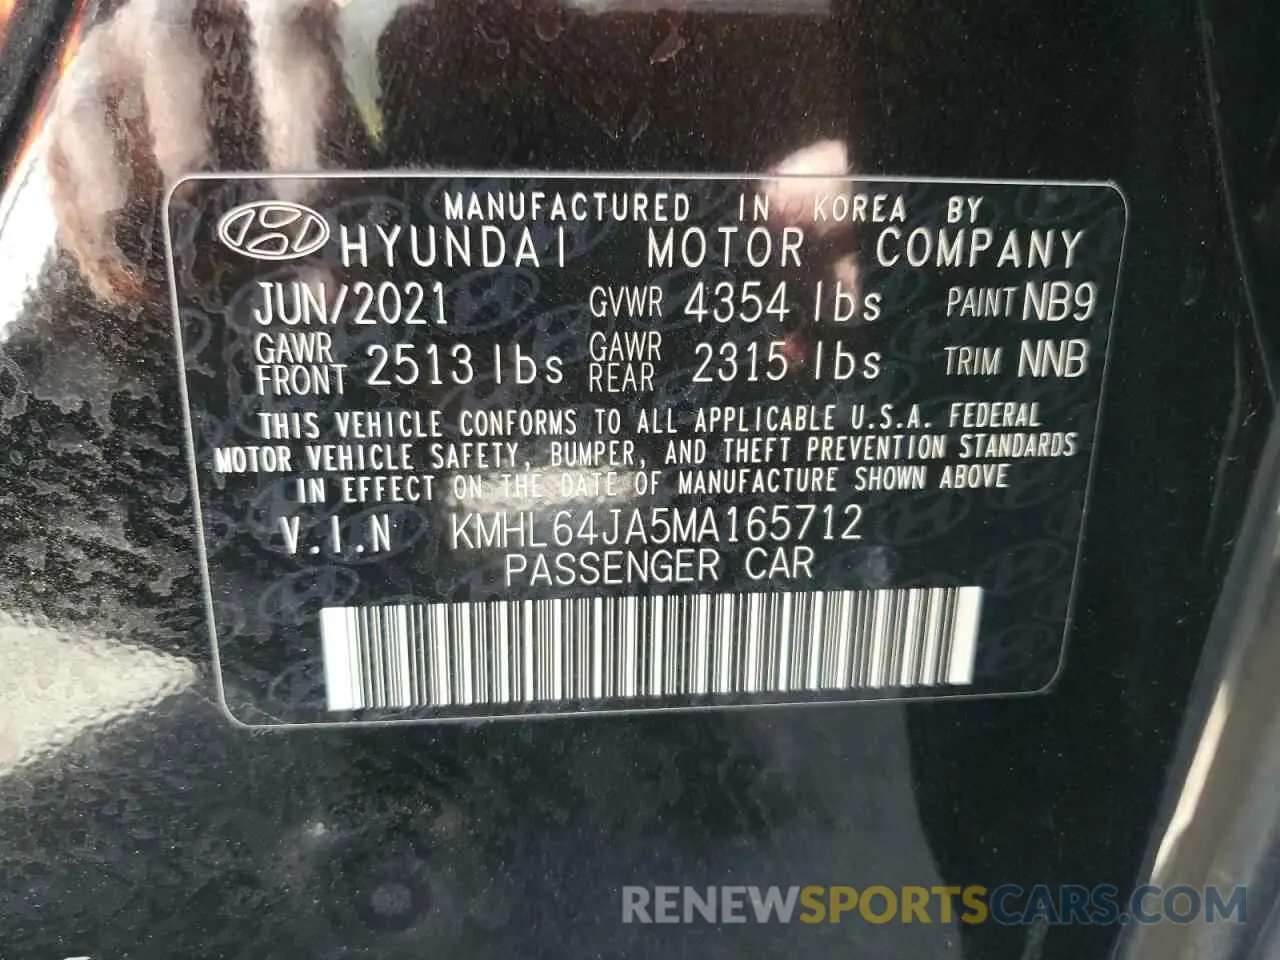 MANUFACTURED IN KOREA BY
HYUNDAI MOTOR COMPANY
JUN/2021 GVWR 4354 lbs PAINT NB9
GAWR FRONT 2513 lbs GAWR REAR 2315 lbs TRIM NNB
THIS VEHICLE CONFORMS TO ALL APPLICABLE U.S.A. FEDERAL
MOTOR VEHICLE SAFETY, BUMPER, AND THEFT PREVENTION STANDARDS
IN EFFECT ON THE DATE OF MANUFACTURE SHOWN ABOVE
V.I.N KMHL64JA5MA165712
PASSENGER CAR
RENEWSPORTSCARS.COM